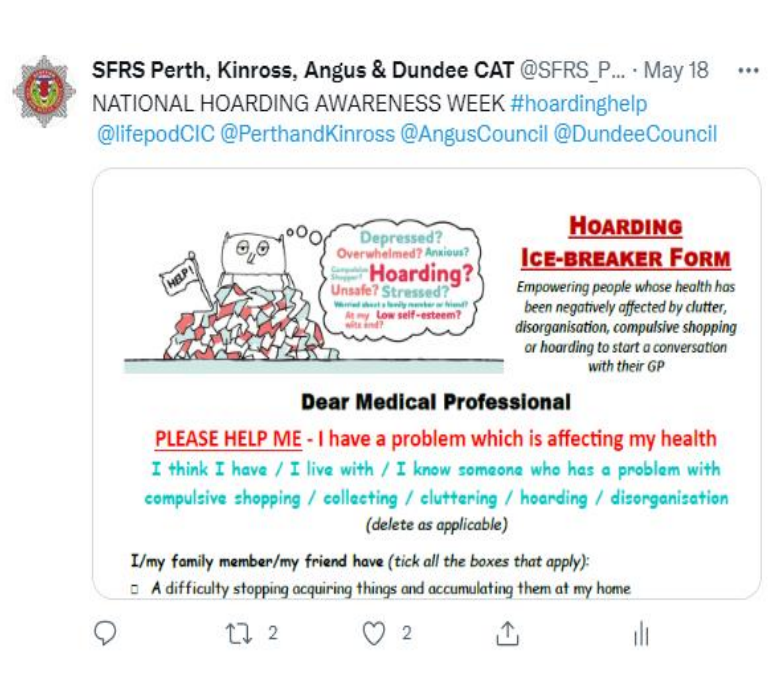 SFRS Perth, Kinross, Angus & Dundee CAT @SFRS_P... · May 18
NATIONAL HOARDING AWARENESS WEEK #hoardinghelp
@lifepodCIC @PerthandKinross @AngusCouncil @DundeeCouncil
HELP!
Depressed?
Overwhelmed? Anxious?
Compulsive
Shopper?
Hoarding?
Unsafe? Stressed?
Worried about a family member or friend?
At my
wits end?
Low self-esteem?
HOARDING
ICE-BREAKER FORM
Empowering people whose health has
been negatively affected by clutter,
disorganisation, compulsive shopping
or hoarding to start a conversation
with their GP
Dear Medical Professional
PLEASE HELP ME - I have a problem which is affecting my health
I think I have / I live with / I know someone who has a problem with
compulsive shopping / collecting / cluttering / hoarding / disorganisation
(delete as applicable)
I/my family member/my friend have (tick all the boxes that apply):
□ A difficulty stopping acquiring things and accumulating them at my home
2
2